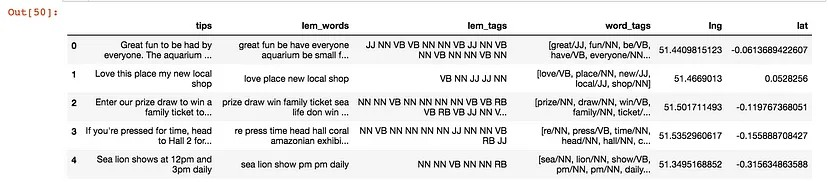 Out[50]:
tips lem_words lem_tags word_tags lng lat
0 Great fun to be had by everyone. The aquarium ... great fun be have everyone aquarium be small f... JJ NN VB VB NN NN VB JJ NN VB NN VB NN NN VB NN [great/JJ, fun/NN, be/VB, have/VB, everyone/NN... 51.4409815123 -0.0613689422607
1 Love this place my new local shop love place new local shop VB NN JJ JJ NN [love/VB, place/NN, new/JJ, local/JJ, shop/NN] 51.4669013 0.0528256
2 Enter our prize draw to win a family ticket to... prize draw win family ticket sea life don win ... NN NN VB NN NN NN NN VB VB RB VB RB VB JJ NN V... [prize/NN, draw/NN, win/VB, family/NN, ticket/... 51.501711493 -0.119767368051
3 If you're pressed for time, head to Hall 2 for... re press time head hall coral amazonian exhibi... NN VB NN NN NN NN JJ NN NN VB RB JJ [re/NN, press/VB, time/NN, head/NN, hall/NN, c... 51.5352960617 -0.155888708427
4 Sea lion shows at 12pm and 3pm daily sea lion show pm pm daily NN NN VB NN NN RB [sea/NN, lion/NN, show/VB, pm/NN, pm/NN, daily... 51.3495168852 -0.315634863588